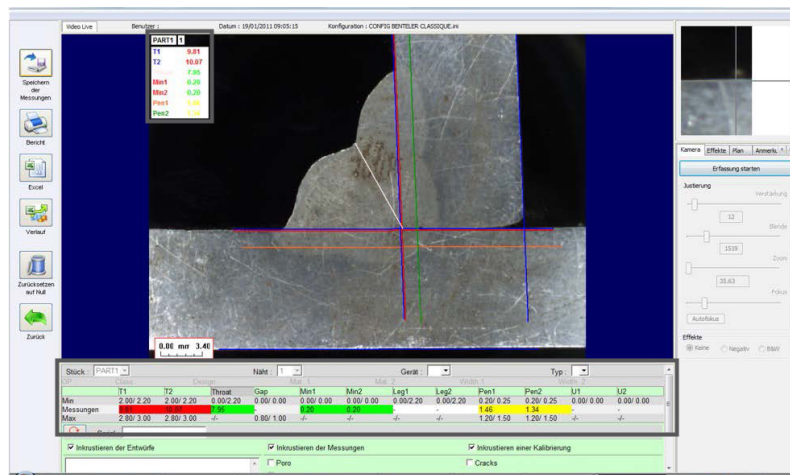 Video Live Benutzer : Datum : 19/01/2011 09:05:15 Konfiguration : CONFIG BENTELER CLASSIQUE.ini
PART1 1
T1 9.81
T2 10.07
7.95
Min1 0.20
Min2 0.20
Pen1 1.46
Pen2 1.34
Speichern
der
Messungen
Bericht
Excel
Verlauf
Zurücksetzen
auf Null
Zurück
0.00 mm 3.40
Kamera Effekte Plan Anmerk.
Erfassung starten
Justierung
Verstärkung
12
Blende
1539
Zoom
35.63
Fokus
Autofokus
Effekte
Keine Negativ
Stück : PART1 Naht : 1 Gerät : Typ :
T1 T2 Throat Gap Min1 Min2 Leg1 Leg2 Pen1 Pen2 U1 U2
Min 2.00/ 2.20 2.00/ 2.20 0.00/2.20 0.00/ 0.00 0.00/ 0.00 0.00/ 0.00 0.00/2.20 0.00/2.20 0.20/ 0.25 0.20/ 0.25 0.00/ 0.00 0.00/ 0.00
Messungen 9.81 10.07 7.95 - 0.20 0.20 - - 1.46 1.34 - -
Max 2.80/ 3.00 2.80/ 3.00 -/- 0.80/ 1.00 -/- -/- -/- -/- 1.20/ 1.50 1.20/ 1.50 -/- -/-
Inkrustieren der Entwürfe Inkrustieren der Messungen Inkrustieren einer Kalibrierung
Poro Cracks